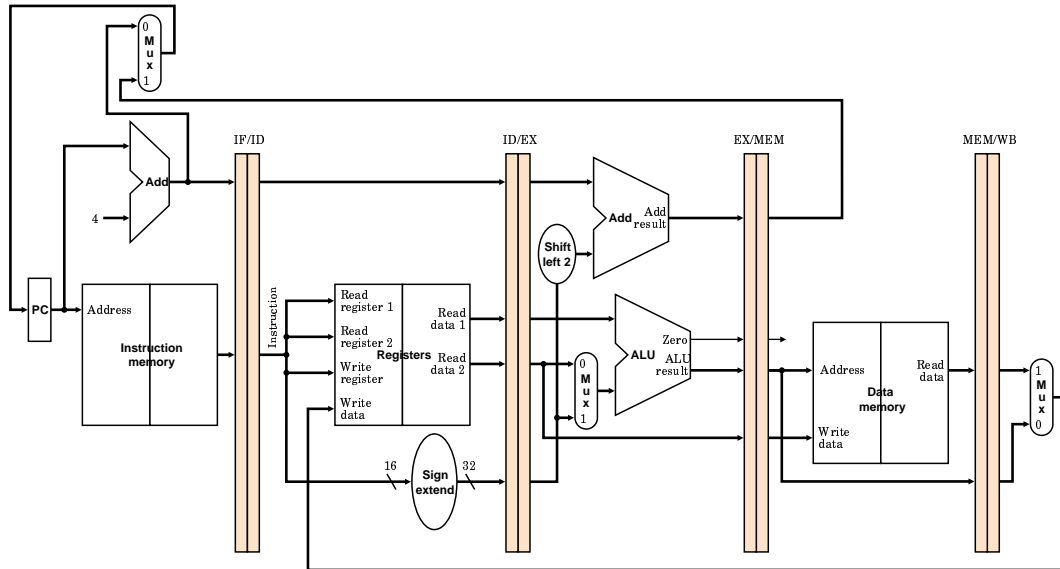 0
M
u
x
1
IF/ID
ID/EX
EX/MEM
MEM/WB
Add
4
Add
Add
result
Shift
left 2
PC
Address
Instruction
memory
Instruction
Read
register 1
Read
register 2
Write
register
Write
data
Registers
Read
data 1
Read
data 2
16
Sign
extend
32
0
M
u
x
1
Zero
ALU
ALU
result
Address
Write
data
Data
memory
Read
data
1
M
u
x
0